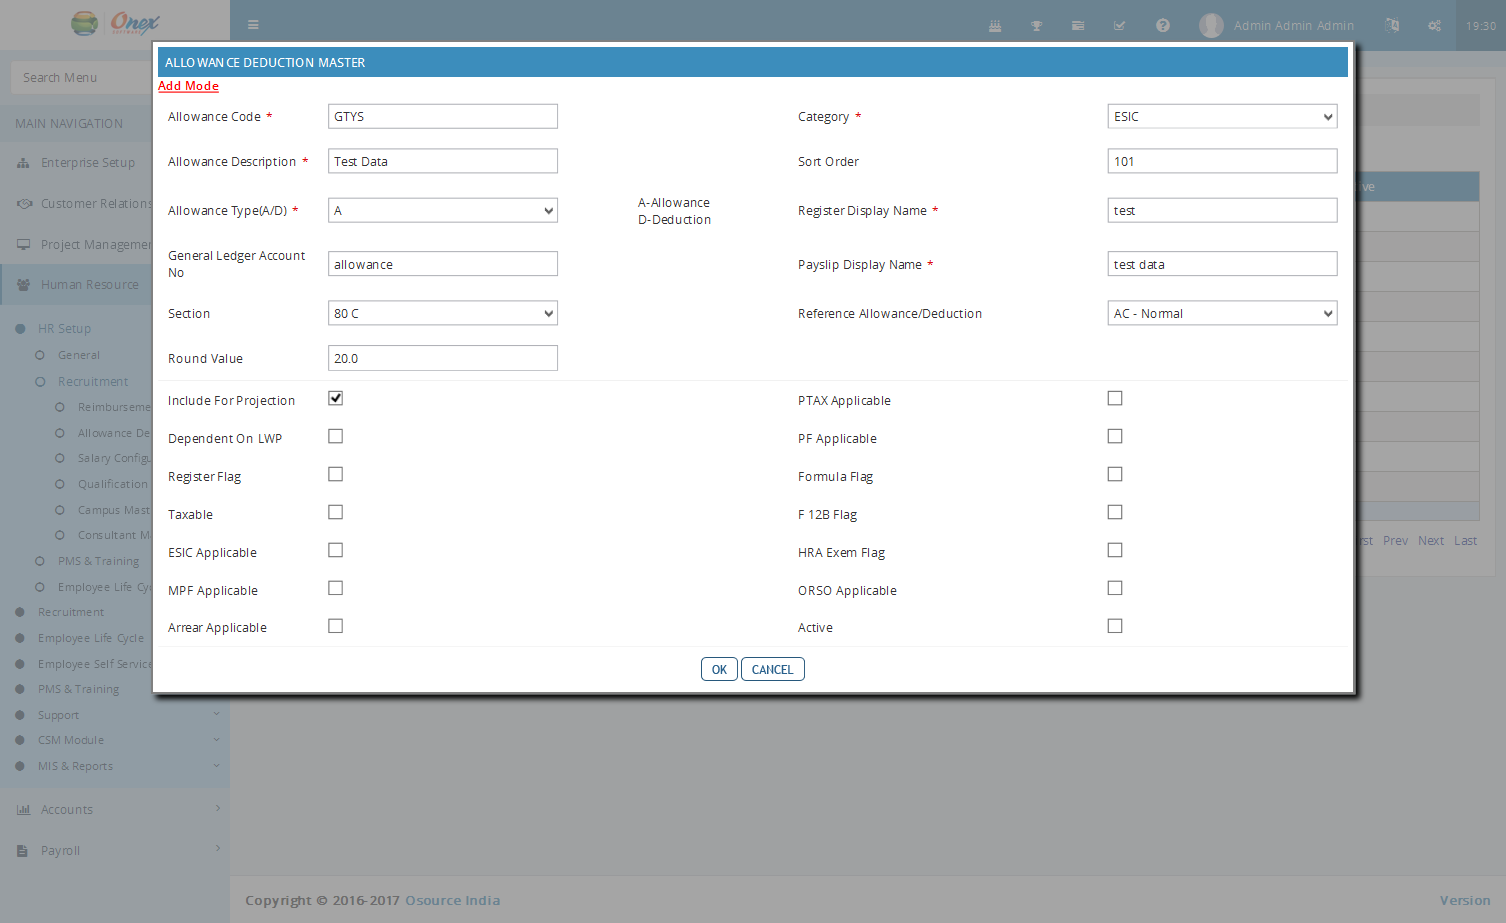 Onex
SOFTWARE
Admin Admin Admin
19:30
Search Menu
MAIN NAVIGATION
Enterprise Setup
Customer Relations
Project Managemen
Human Resource
HR Setup
General
Recruitment
Reimburseme
Allowance De
Salary Configu
Qualification
Campus Mast
Consultant M
PMS & Training
Employee Life Cyc
Recruitment
Employee Life Cycle
Employee Self Service
PMS & Training
Support
CSM Module
MIS & Reports
Accounts
Payroll
ALLOWANCE DEDUCTION MASTER
Add Mode
Allowance Code * GTYS
Category * ESIC
Allowance Description * Test Data
Sort Order 101
Allowance Type(A/D) * A
A-Allowance
D-Deduction
Register Display Name * test
General Ledger Account
No
allowance
Payslip Display Name * test data
Section 80 C
Reference Allowance/Deduction AC - Normal
Round Value 20.0
Include For Projection
PTAX Applicable
Dependent On LWP
PF Applicable
Register Flag
Formula Flag
Taxable
F 12B Flag
ESIC Applicable
HRA Exem Flag
MPF Applicable
ORSO Applicable
Arrear Applicable
Active
OK CANCEL
ve
rst Prev Next Last
Copyright © 2016-2017 Osource India
Version